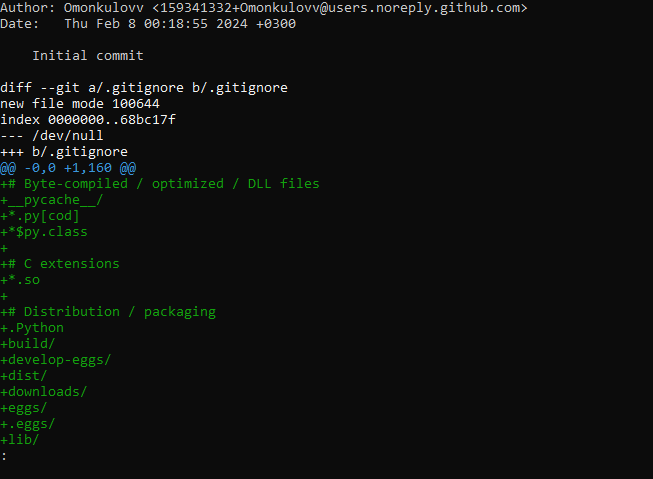 Author: Omonkulovv <159341332+Omonkulovv@users.noreply.github.com>
Date:   Thu Feb 8 00:18:55 2024 +0300

    Initial commit

diff --git a/.gitignore b/.gitignore
new file mode 100644
index 0000000..68bc17f
--- /dev/null
+++ b/.gitignore
@@ -0,0 +1,160 @@
+# Byte-compiled / optimized / DLL files
+__pycache__/
+*.py[cod]
+*$py.class
+
+# C extensions
+*.so
+
+# Distribution / packaging
+.Python
+build/
+develop-eggs/
+dist/
+downloads/
+eggs/
+.eggs/
+lib/
: